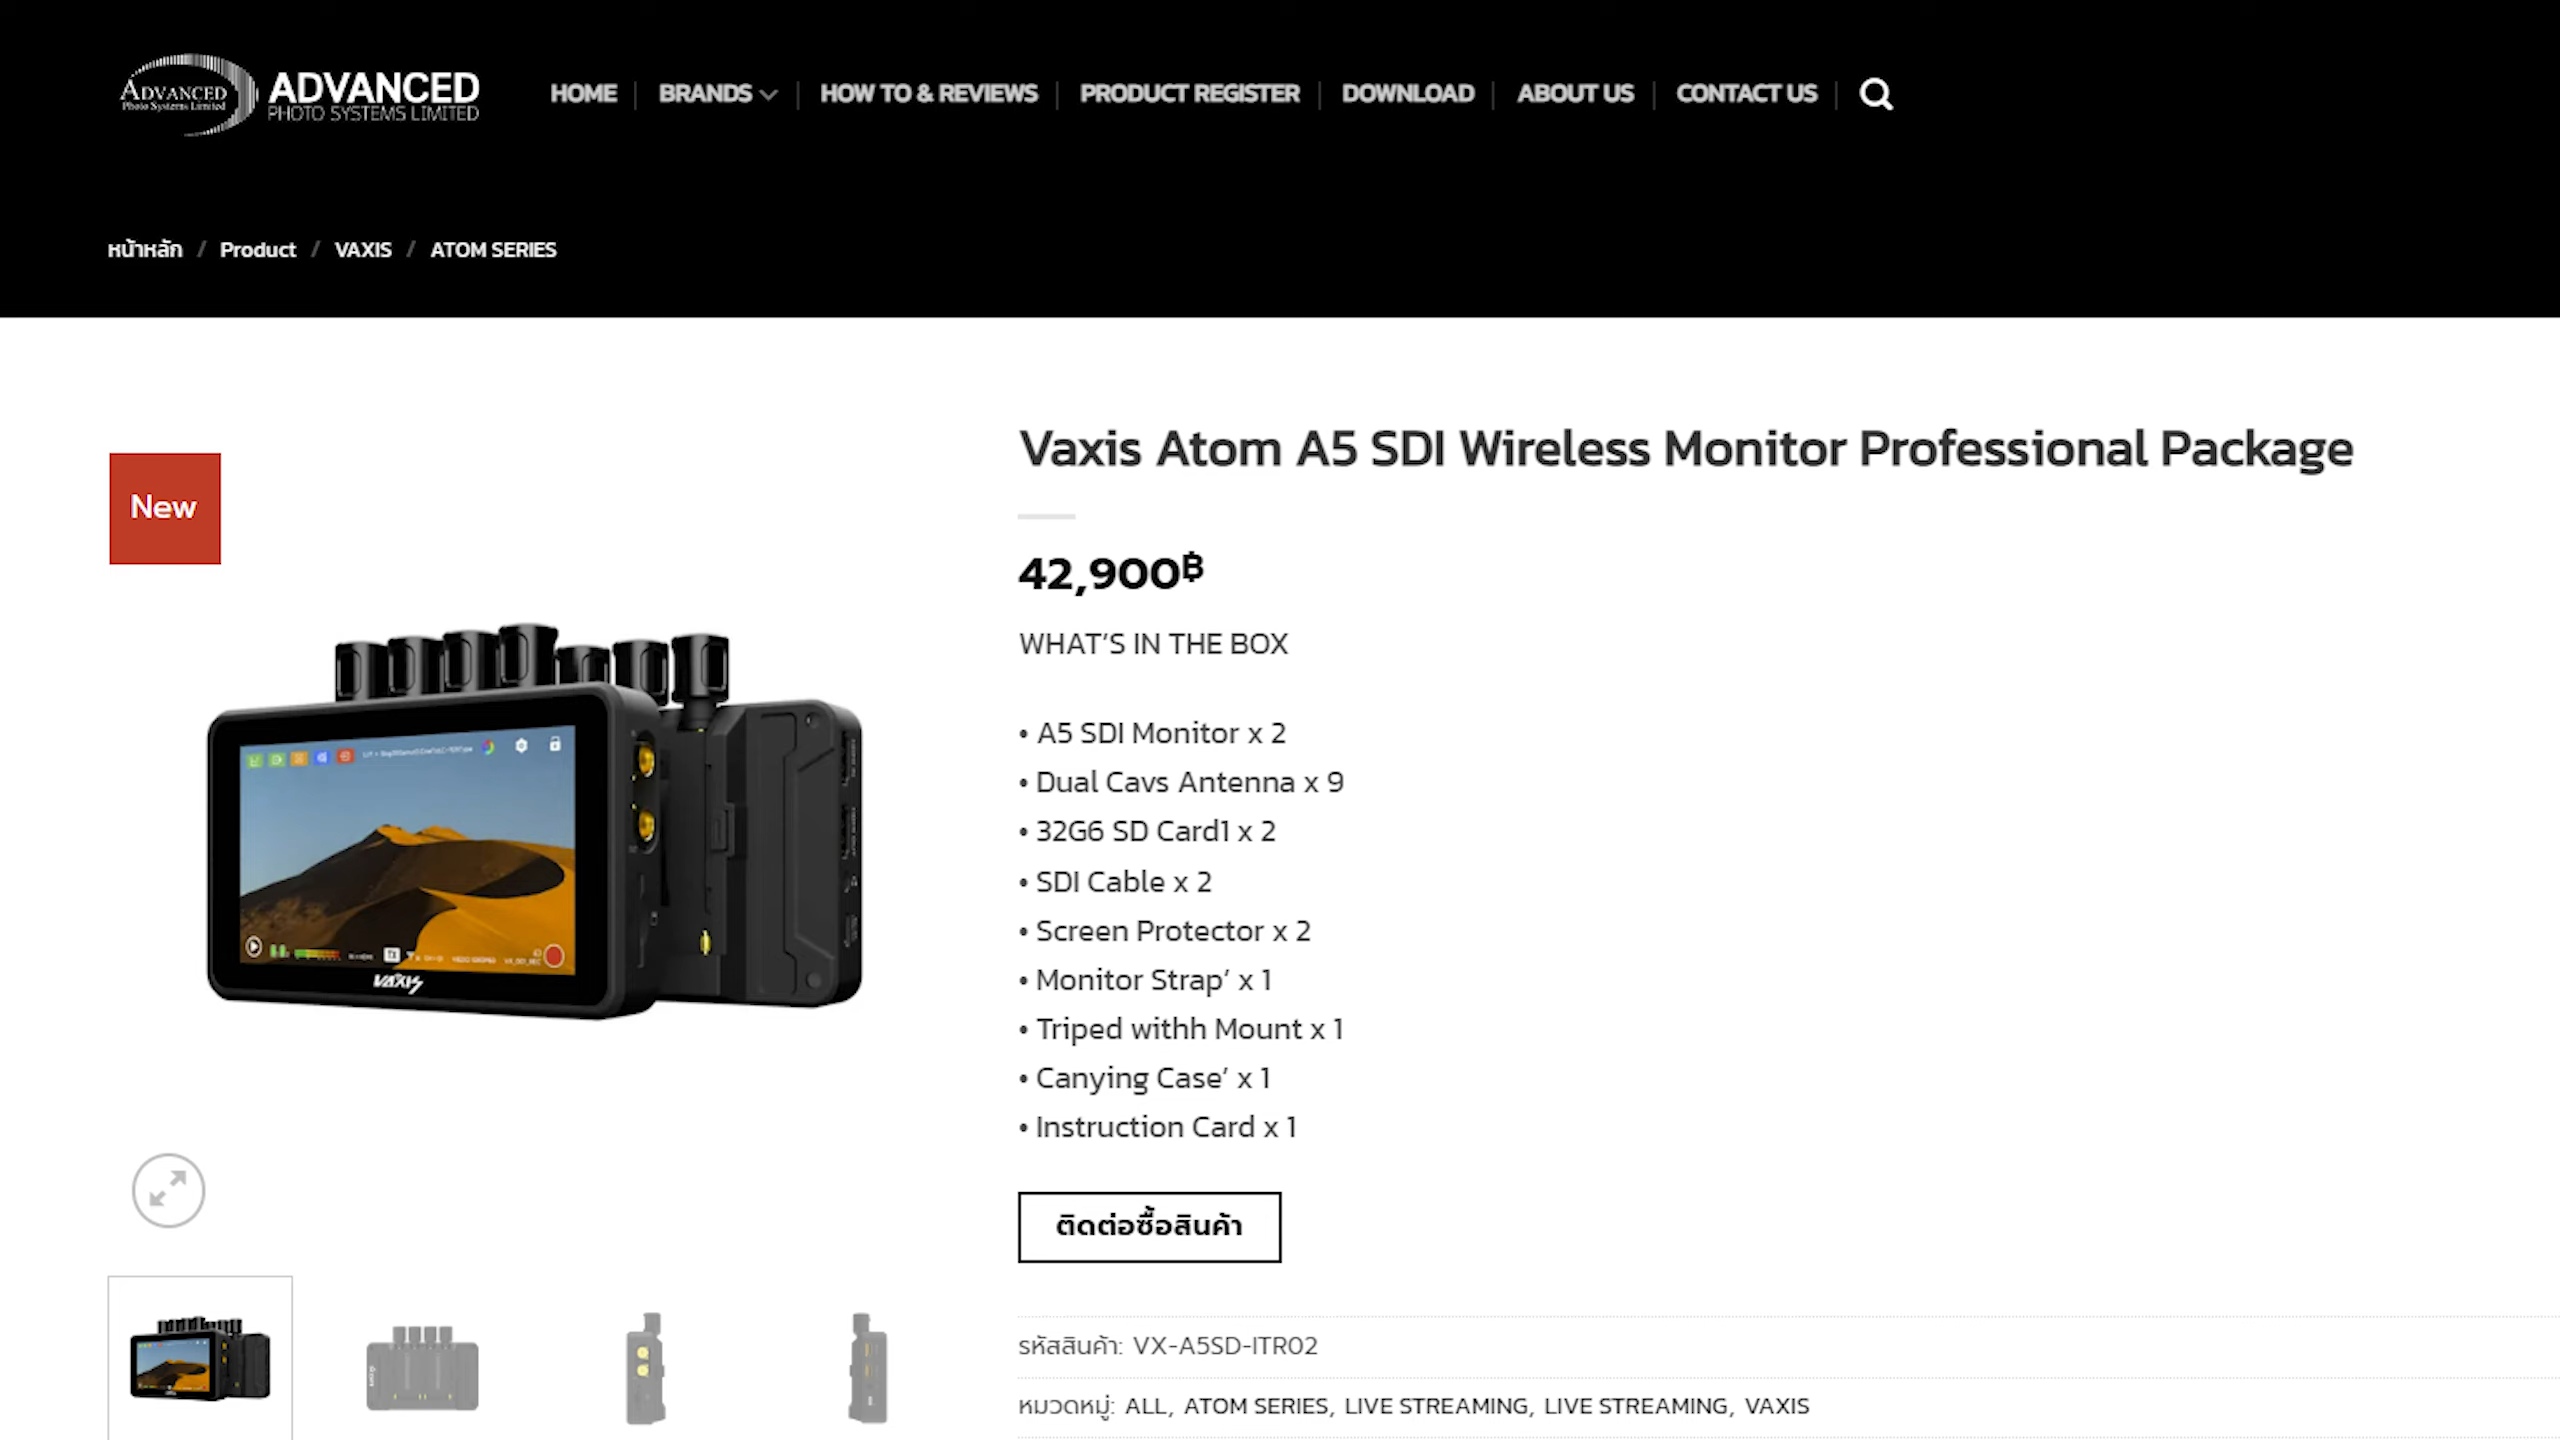 ADVANCED
Photo Systems Limited
ADVANCED
PHOTO SYSTEMS LIMITED
HOME
BRANDS
HOW TO & REVIEWS
PRODUCT REGISTER
DOWNLOAD
ABOUT US
CONTACT US
หน้าหลัก / Product / VAXIS / ATOM SERIES
New
VAXIS
Vaxis Atom A5 SDI Wireless Monitor Professional Package
42,900฿
WHAT’S IN THE BOX
• A5 SDI Monitor x 2
• Dual Cavs Antenna x 9
• 32G6 SD Card1 x 2
• SDI Cable x 2
• Screen Protector x 2
• Monitor Strap’ x 1
• Triped withh Mount x 1
• Canying Case’ x 1
• Instruction Card x 1
ติดต่อซื้อสินค้า
รหัสสินค้า: VX-A5SD-ITR02
หมวดหมู่: ALL, ATOM SERIES, LIVE STREAMING, LIVE STREAMING, VAXIS